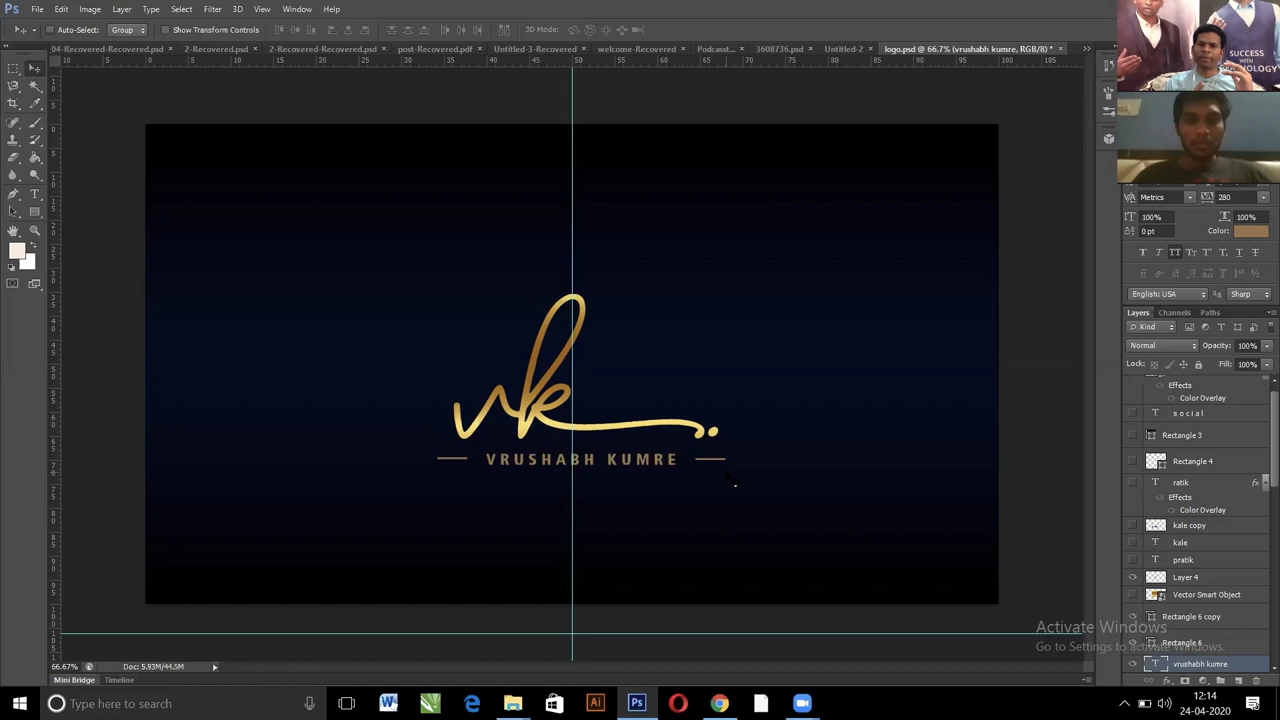 Ps File Edit Image Layer Type Select Filter 3D View Window Help
Auto-Select: Group Show Transform Controls 3D Mode:
04-Recovered-Recovered.psd × 2-Recovered.psd × 2-Recovered-Recovered.psd × post-Recovered.pdf × Untitled-3-Recovered × welcome-Recovered × Podcast... × 3608736.psd × Untitled-2 × logo.psd @ 66.7% (vrushabh kumre, RGB/8) * ×
SUCCESS
WITH
vk
VRUSHABH KUMRE
Metrics 280
100% 100%
0 pt Color:
English: USA Sharp
Layers Channels Paths
Kind
Normal Opacity: 100%
Lock: Fill: 100%
Effects
Color Overlay
social
Rectangle 3
Rectangle 4
ratik fx
Effects
Color Overlay
kale copy
kale
pratik
Layer 4
Vector Smart Object
Rectangle 6 copy
Rectangle 6
vrushabh kumre
Activate Windows
Go to Settings to activate Windows.
66.67% Doc: 5.93M/44.5M
Mini Bridge Timeline
Type here to search
12:14
24-04-2020